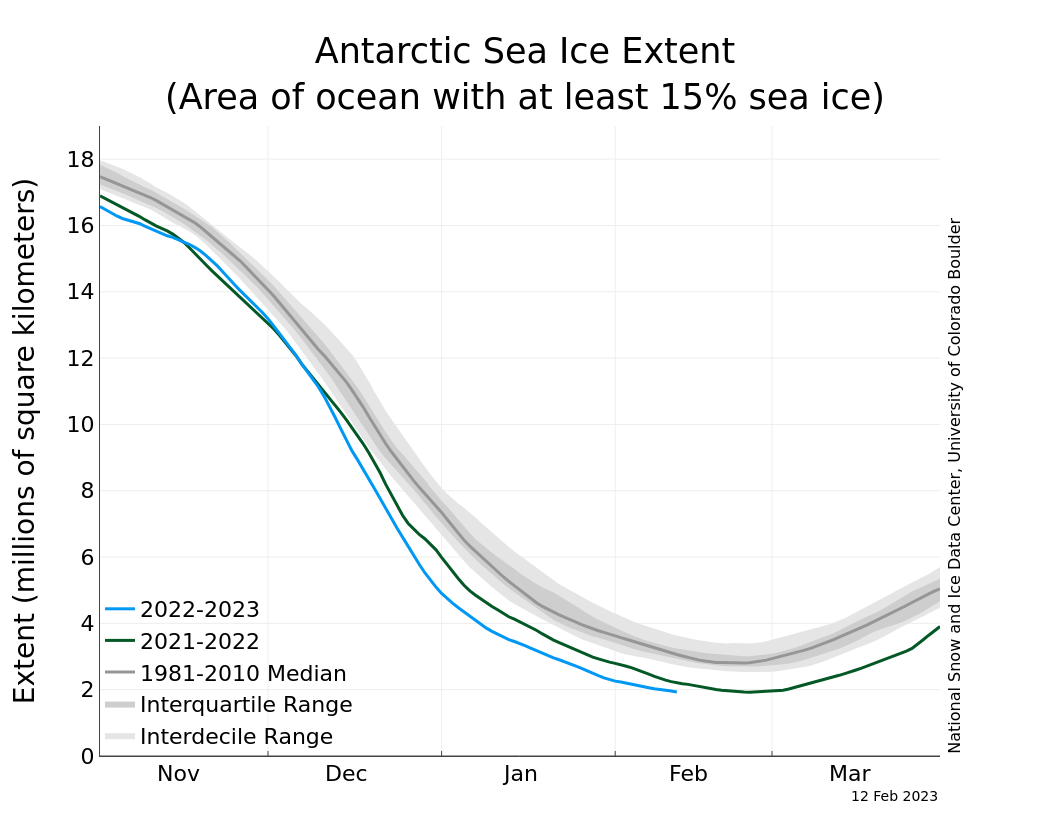 Antarctic Sea Ice Extent
(Area of ocean with at least 15% sea ice)
Extent (millions of square kilometers)
18
16
14
12
10
8
6
4
2
0
2022-2023
2021-2022
1981-2010 Median
Interquartile Range
Interdecile Range
Nov
Dec
Jan
Feb
Mar
12 Feb 2023
National Snow and Ice Data Center, University of Colorado Boulder